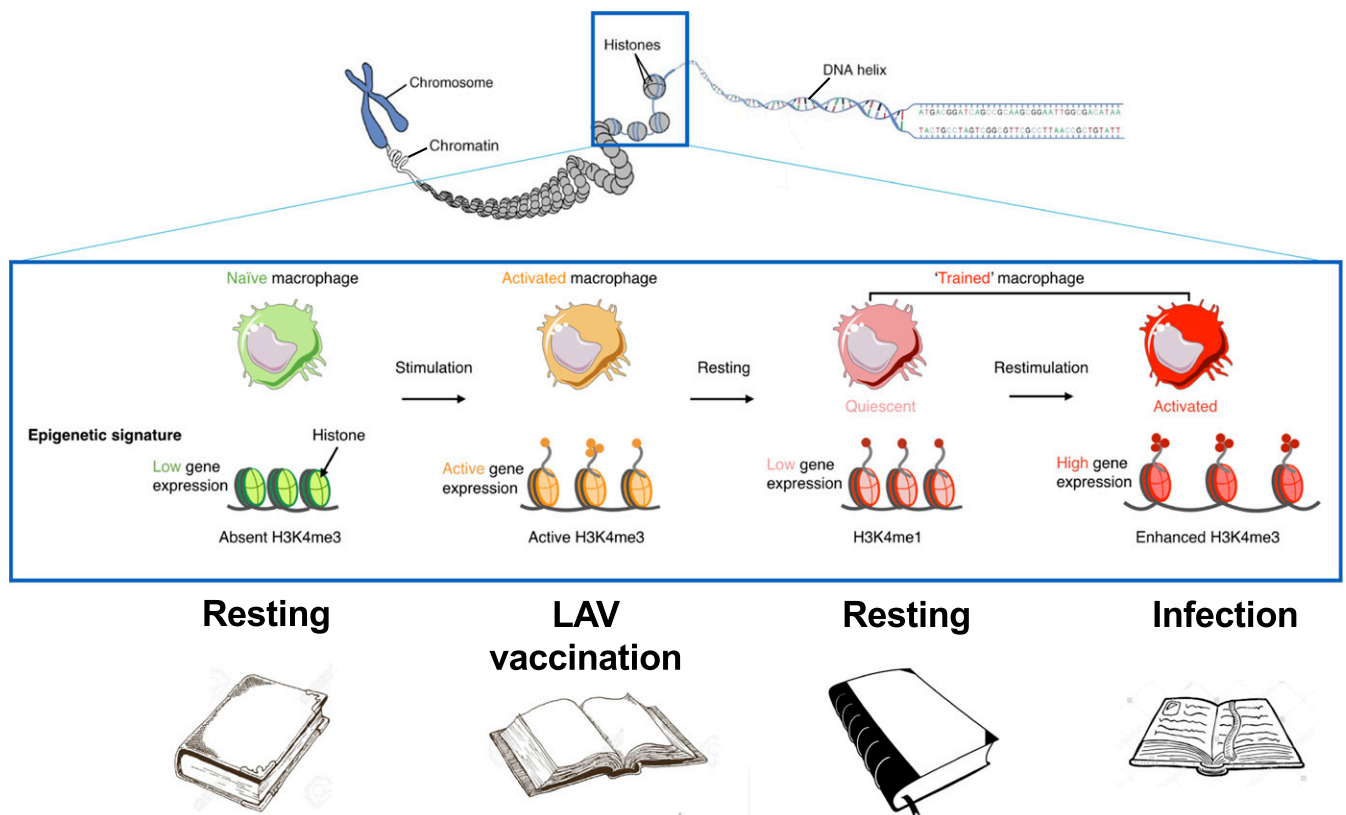 Histones
DNA helix
Chromosome
ATGACGGATCAGCCGCAAGCGGAATTGGCGACATAA
TACTGCCTAGTCGGCGTTCGCCTTAACCGCTGTATT
Chromatin
Naïve macrophage
Activated macrophage
'Trained' macrophage
Stimulation
Resting
Restimulation
Quiescent
Activated
Epigenetic signature
Histone
Low gene
expression
Active gene
expression
Low gene
expression
High gene
expression
Absent H3K4me3
Active H3K4me3
H3K4me1
Enhanced H3K4me3
Resting
LAV
vaccination
Resting
Infection